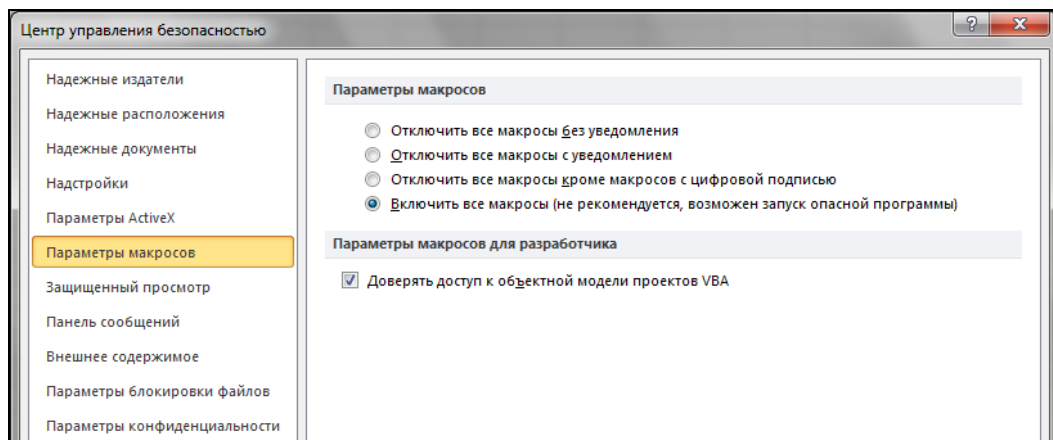 Центр управления безопасностью
Надежные издатели
Надежные расположения
Надежные документы
Надстройки
Параметры ActiveX
Параметры макросов
Защищенный просмотр
Панель сообщений
Внешнее содержимое
Параметры блокировки файлов
Параметры конфиденциальности
Параметры макросов
Отключить все макросы без уведомления
Отключить все макросы с уведомлением
Отключить все макросы кроме макросов с цифровой подписью
Включить все макросы (не рекомендуется, возможен запуск опасной программы)
Параметры макросов для разработчика
Доверять доступ к объектной модели проектов VBA